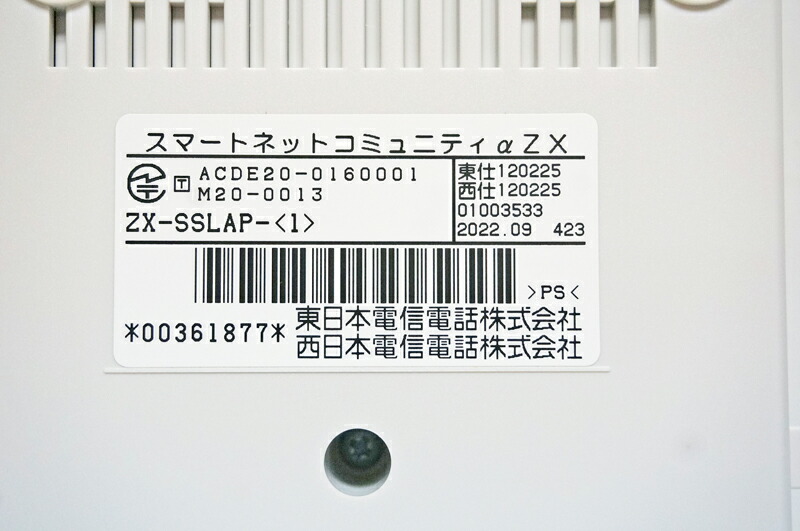 スマートネットコミュニティαZX
T ACDE20-0160001
M20-0013
ZX-SSLAP-<1>
東仕120225
西仕120225
01003533
2022.09 423
>PS<
*00361877*
東日本電信電話株式会社
西日本電信電話株式会社